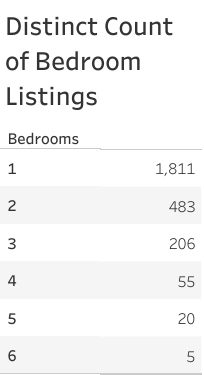 Distinct Count
of Bedroom
Listings
Bedrooms
1 1,811
2 483
3 206
4 55
5 20
6 5